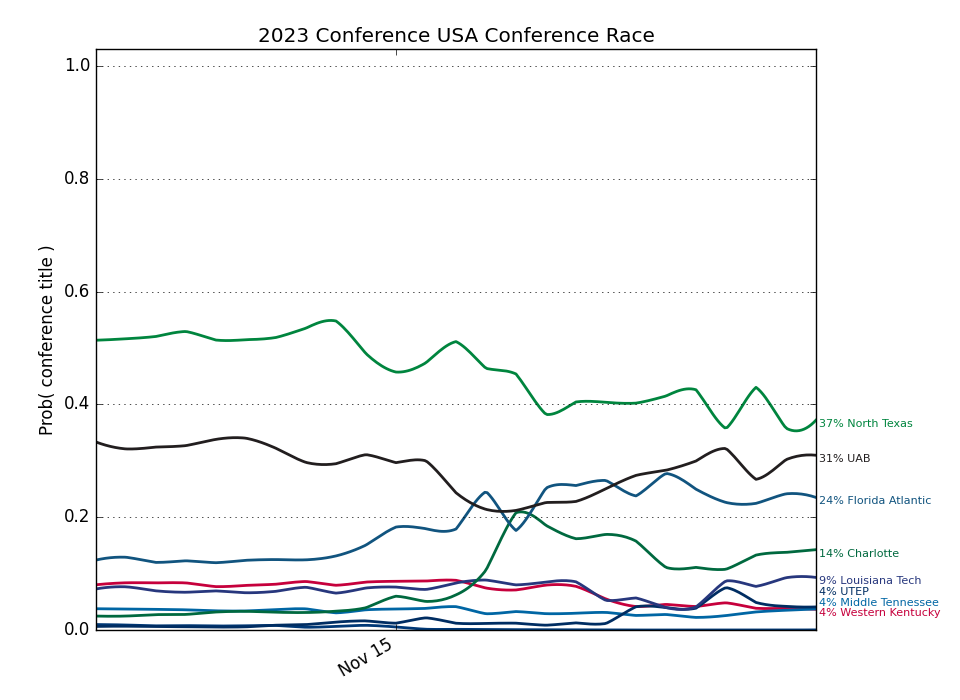 2023 Conference USA Conference Race
1.0
0.8
0.6
0.4
0.2
0.0
Prob( conference title )
Nov 15
37% North Texas
31% UAB
24% Florida Atlantic
14% Charlotte
9% Louisiana Tech
4% UTEP
4% Middle Tennessee
4% Western Kentucky